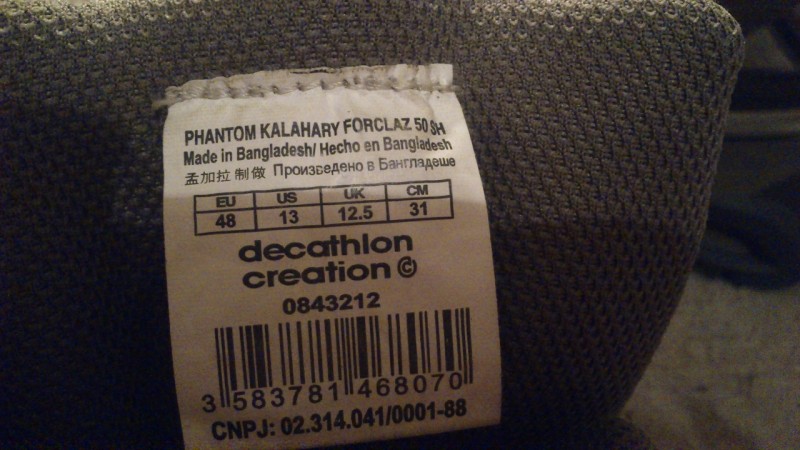 PHANTOM KALAHARY FORCLAZ 50 SH
Made in Bangladesh/ Hecho en Bangladesh
孟加拉 制做 Произведено в Бангладеше
EU US UK CM
48 13 12.5 31
decathlon
creation ©
0843212
3 583781 468070
CNPJ: 02.314.041/0001-88